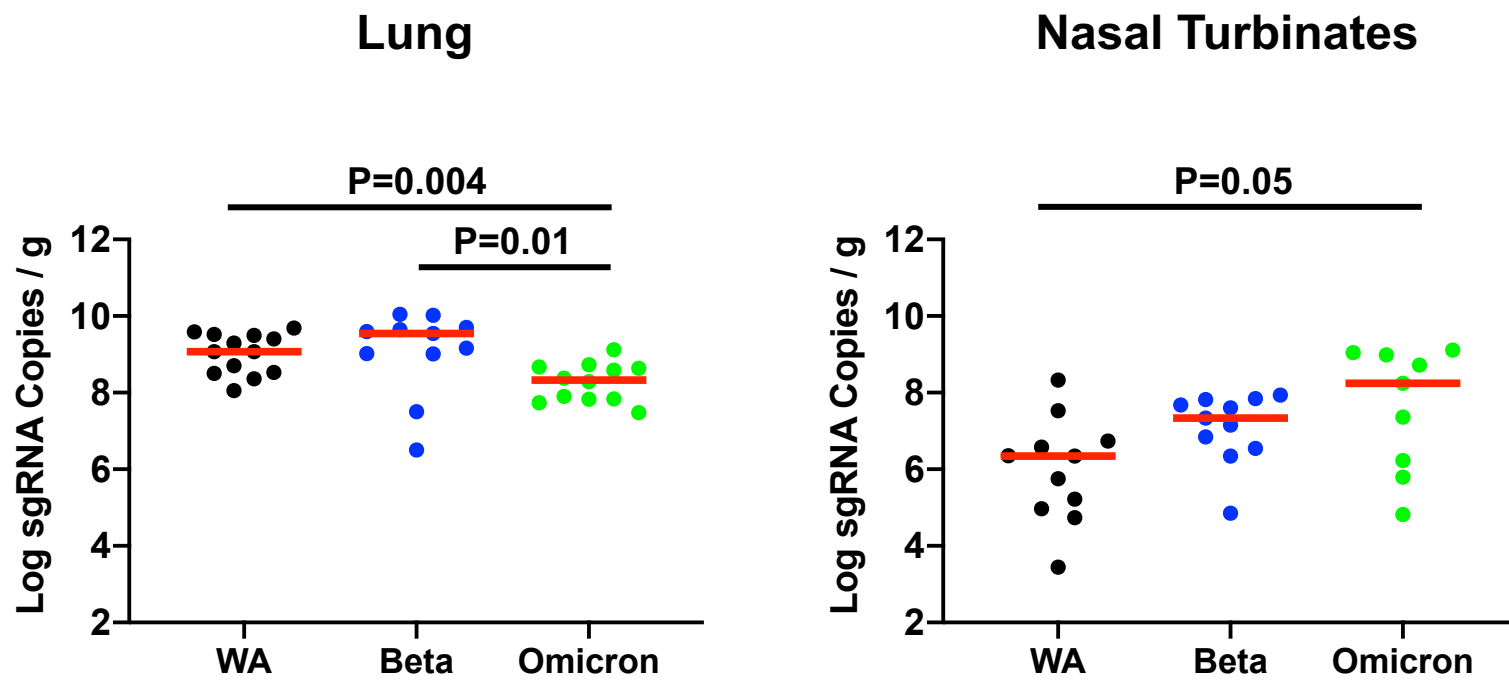 Lung
P=0.004
P=0.01
Log sgRNA Copies / g
12
10
8
6
4
2
WA
Beta
Omicron
Nasal Turbinates
P=0.05
Log sgRNA Copies / g
12
10
8
6
4
2
WA
Beta
Omicron